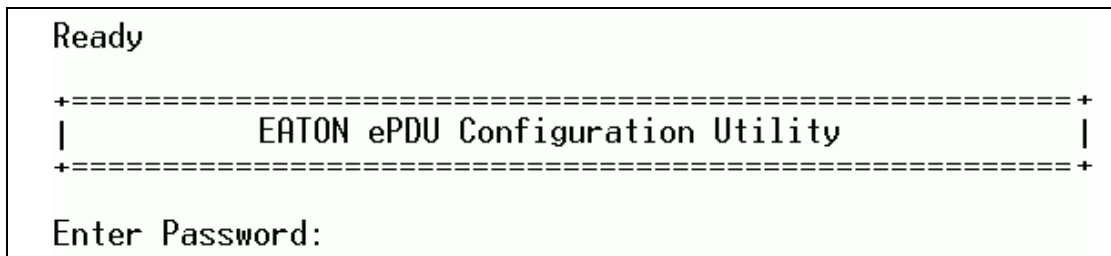 Ready
+=======================================================+
|           EATON ePDU Configuration Utility            |
+=======================================================+
Enter Password: